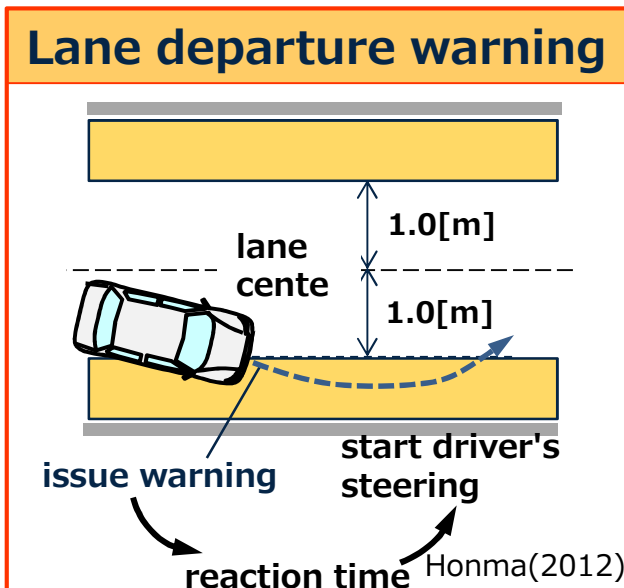 Lane departure warning
1.0[m]
lane
cente
1.0[m]
issue warning
start driver's
steering
reaction time
Honma(2012)